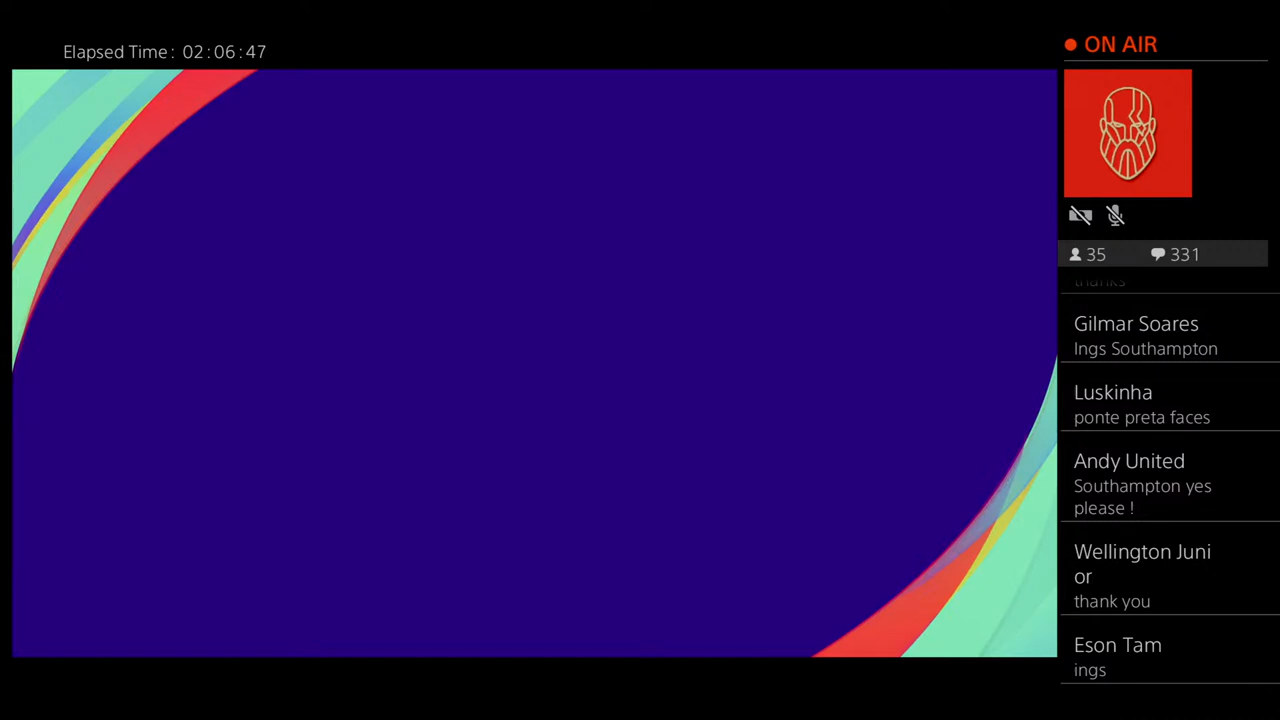 Elapsed Time: 02:06:47
ON AIR
35 331
thanks
Gilmar Soares
Ings Southampton
Luskinha
ponte preta faces
Andy United
Southampton yes
please !
Wellington Juni
or
thank you
Eson Tam
ings